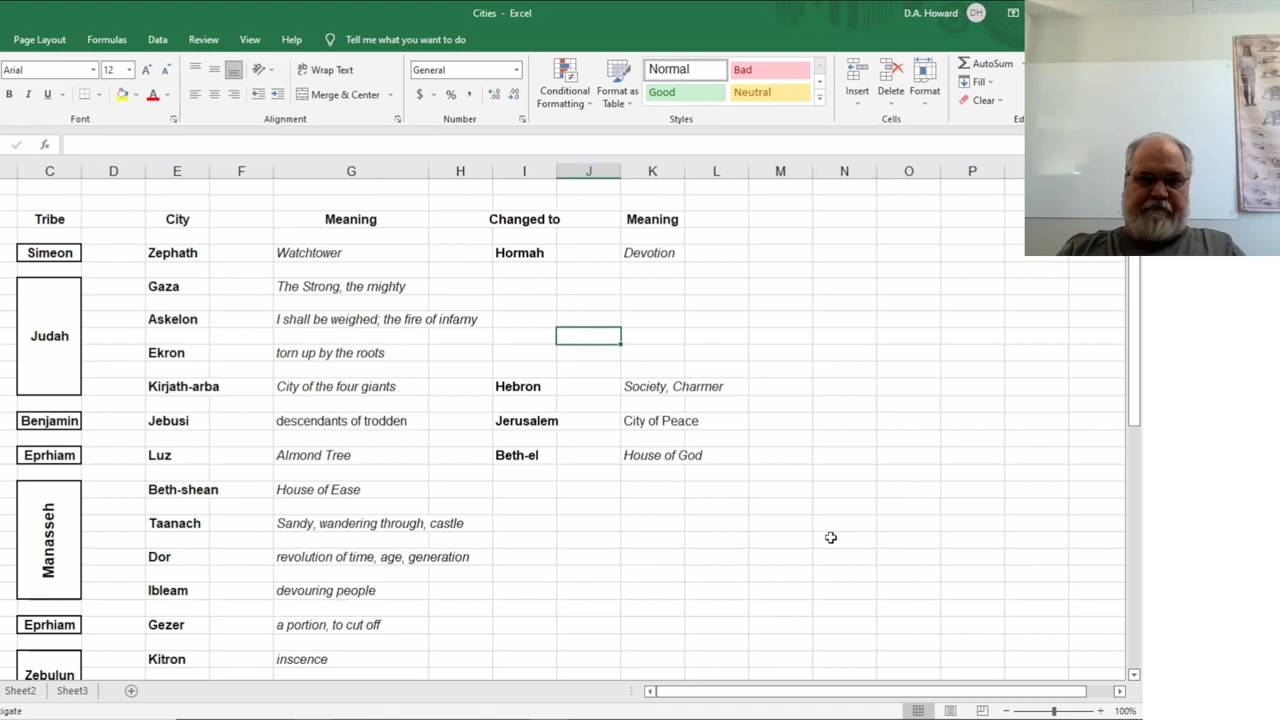 Cities - Excel
D.A. Howard DH
Page Layout Formulas Data Review View Help Tell me what you want to do
Arial 12 A A Wrap Text General Normal Bad AutoSum
Conditional Formatting Format as Table Insert Delete Format Fill
B I U A Merge & Center $ % , Good Neutral Clear
Font Alignment Number Styles Cells
fx
C D E F G H I J K L M N O P
Tribe City Meaning Changed to Meaning
Simeon Zephath Watchtower Hormah Devotion
Gaza The Strong, the mighty
Askelon I shall be weighed; the fire of infamy
Judah
Ekron torn up by the roots
Kirjath-arba City of the four giants Hebron Society, Charmer
Benjamin Jebusi descendants of trodden Jerusalem City of Peace
Eprhiam Luz Almond Tree Beth-el House of God
Beth-shean House of Ease
Taanach Sandy, wandering through, castle
Manasseh
Dor revolution of time, age, generation
Ibleam devouring people
Eprhiam Gezer a portion, to cut off
Kitron inscence
Zebulun
Sheet2 Sheet3
100%